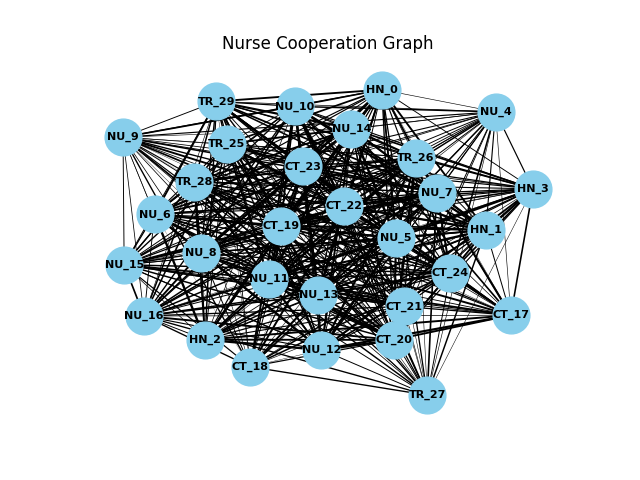 Nurse Cooperation Graph
HN_0
TR_29
NU_10
NU_4
NU_14
NU_9
TR_25
TR_26
CT_23
TR_28
HN_3
NU_7
CT_22
NU_6
CT_19
HN_1
NU_5
NU_8
NU_15
CT_24
NU_11
NU_13
CT_21
CT_17
NU_16
HN_2
CT_20
NU_12
CT_18
TR_27